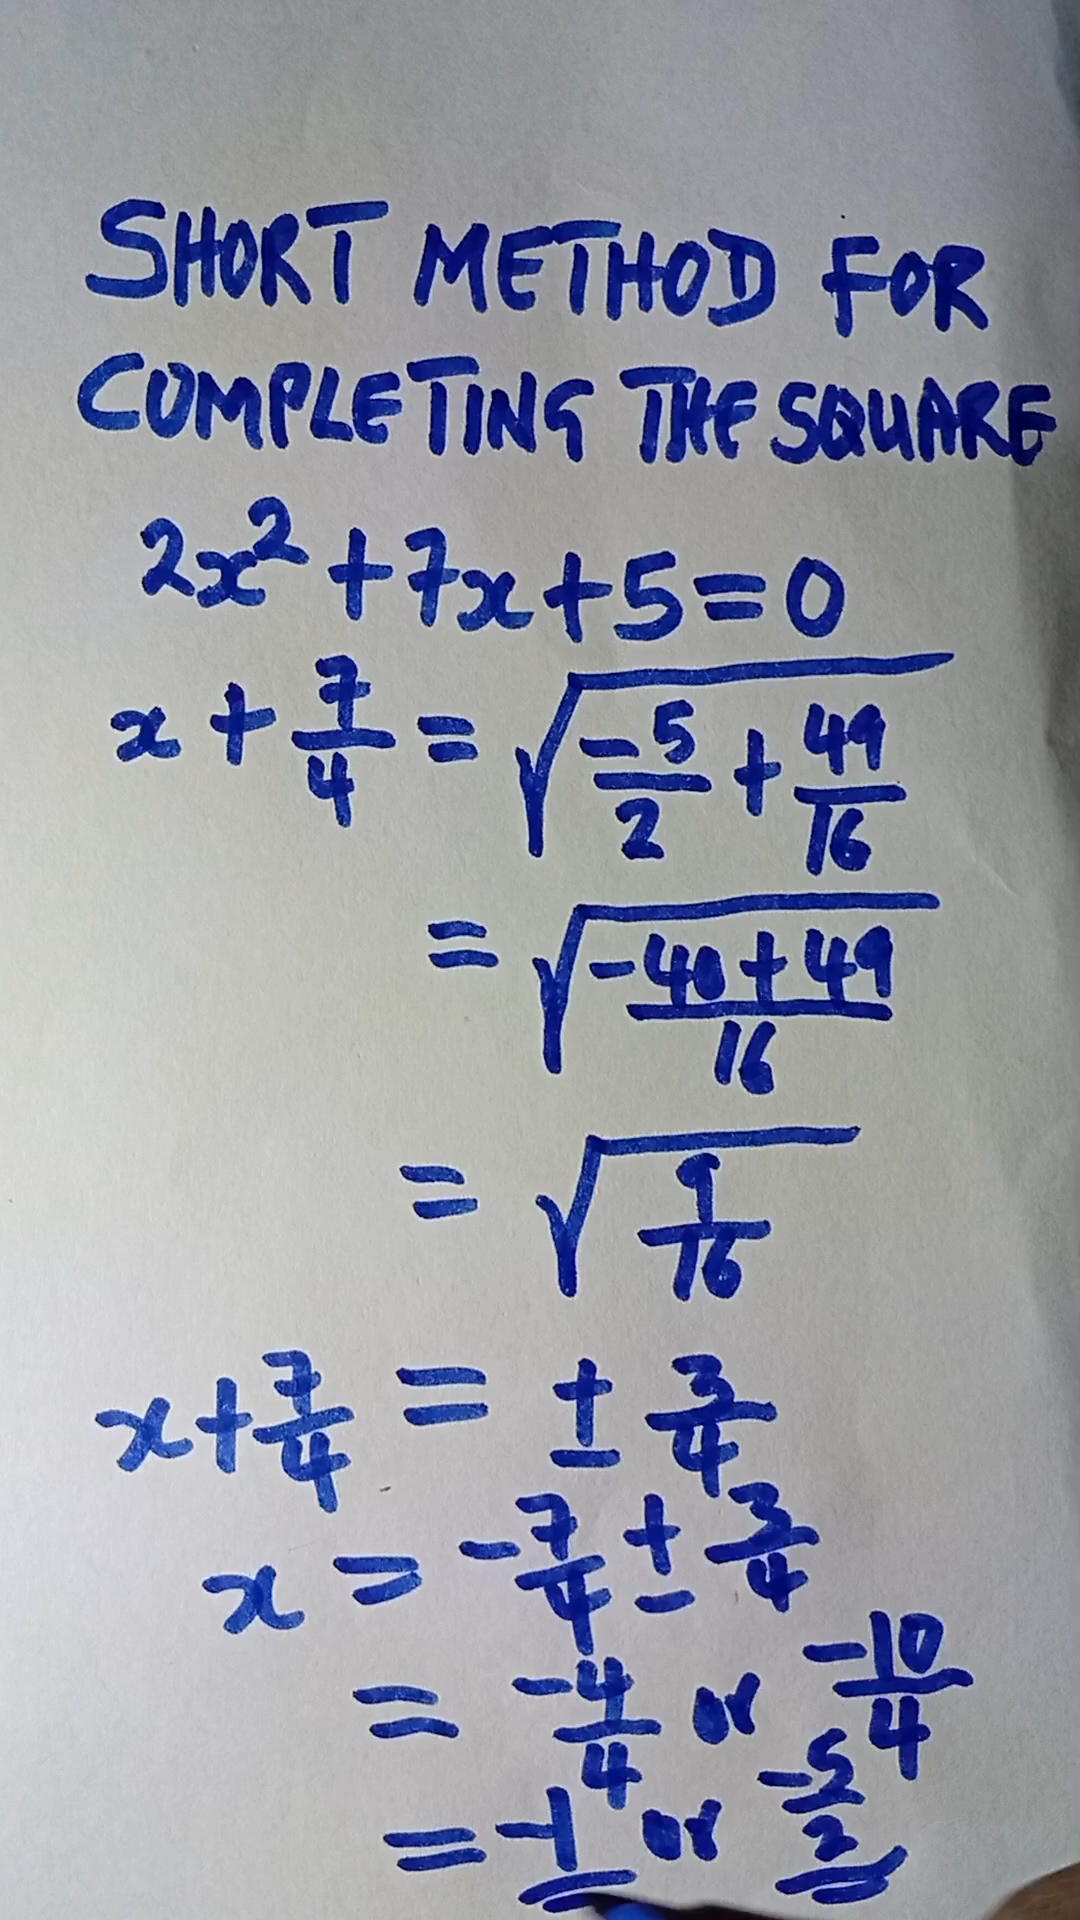 SHORT METHOD FOR
COMPLETING THE SQUARE
2x² + 7x + 5 = 0
x + 7/4 = √(-5/2 + 49/16)
= √((-40 + 49)/16)
= √(9/16)
x + 7/4 = ± 3/4
x = -7/4 ± 3/4
= -4/4 or -10/4
= -1 or -5/2